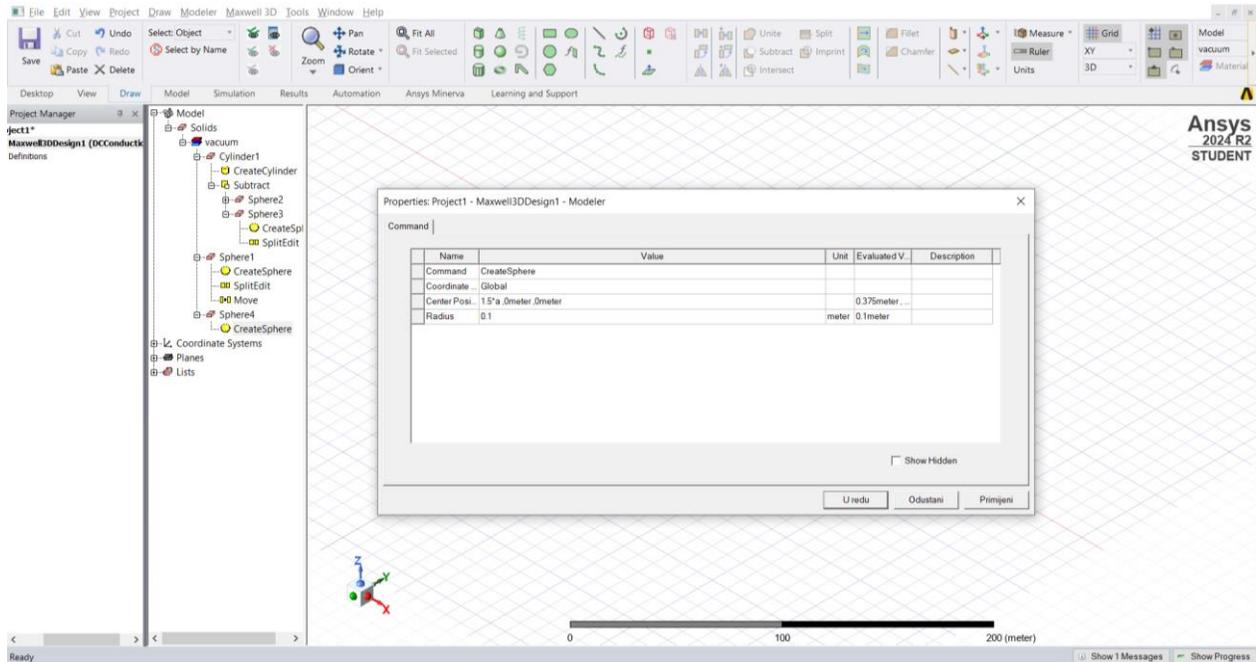 File Edit View Project Draw Modeler Maxwell 3D Tools Window Help
Save
Cut
Copy
Paste
Undo
Redo
Delete
Select: Object
Select by Name
Zoom
Pan
Rotate
Orient
Fit All
Fit Selected
Unite
Subtract
Intersect
Split
Imprint
Fillet
Chamfer
Measure
Ruler
Units
Grid
XY
3D
Model
vacuum
Material
Desktop View Draw Model Simulation Results Automation Ansys Minerva Learning and Support
Project Manager
ject1*
Maxwell3DDesign1 (DCConductic
Definitions
Model
Solids
vacuum
Cylinder1
CreateCylinder
Subtract
Sphere2
Sphere3
CreateSpl
SplitEdit
Sphere1
CreateSphere
SplitEdit
Move
Sphere4
CreateSphere
Coordinate Systems
Planes
Lists
Ansys
2024 R2
STUDENT
Properties: Project1 - Maxwell3DDesign1 - Modeler
Command
Name Value Unit Evaluated V... Description
Command CreateSphere
Coordinate ... Global
Center Posi... 1.5*a ,0meter ,0meter 0.375meter , ...
Radius 0.1 meter 0.1meter
Show Hidden
U redu Odustani Primijeni
Z
Y
X
0 100 200 (meter)
Ready
Show 1 Messages Show Progress